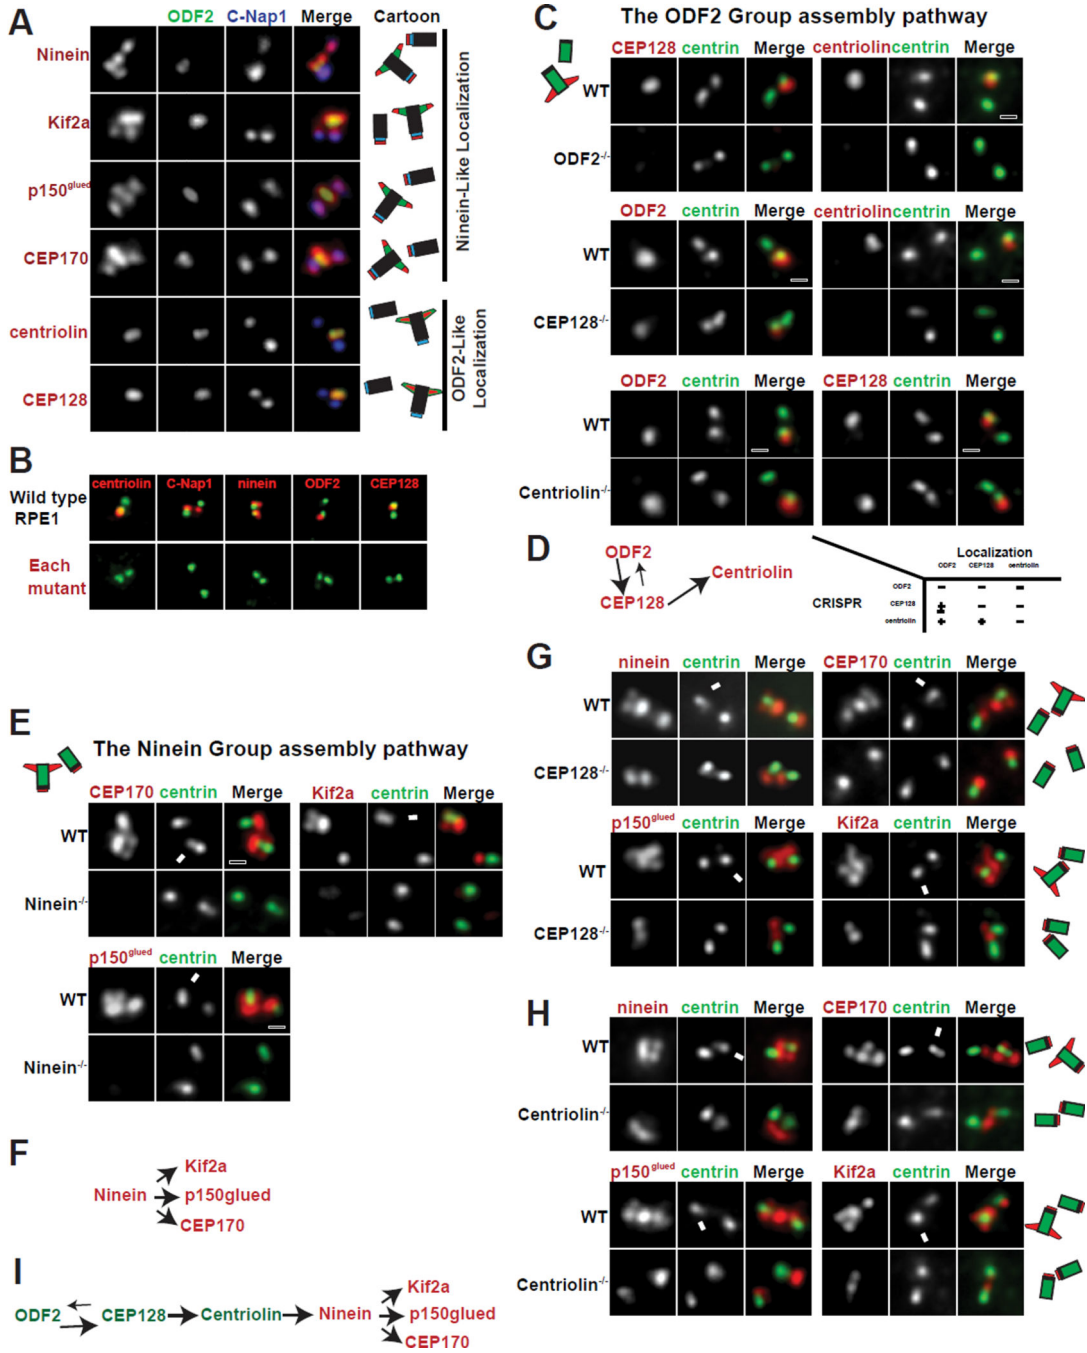 A
ODF2 C-Nap1 Merge Cartoon
Ninein
Kif2a
p150glued
CEP170
centriolin
CEP128
Ninein-Like Localization
ODF2-Like
Localization
B
centriolin C-Nap1 ninein ODF2 CEP128
Wild type
RPE1
Each
mutant
C
The ODF2 Group assembly pathway
CEP128 centrin Merge centriolin centrin Merge
WT
ODF2-/-
ODF2 centrin Merge centriolin centrin Merge
WT
CEP128-/-
ODF2 centrin Merge CEP128 centrin Merge
WT
Centriolin-/-
D
ODF2
CEP128
Centriolin
Localization
ODF2 CEP128 centriolin
CRISPR
ODF2 - - -
CEP128 ± - -
centriolin + + -
E
The Ninein Group assembly pathway
CEP170 centrin Merge Kif2a centrin Merge
WT
Ninein-/-
p150glued centrin Merge
WT
Ninein-/-
F
Ninein
Kif2a
p150glued
CEP170
G
ninein centrin Merge CEP170 centrin Merge
WT
CEP128-/-
p150glued centrin Merge Kif2a centrin Merge
WT
CEP128-/-
H
ninein centrin Merge CEP170 centrin Merge
WT
Centriolin-/-
p150glued centrin Merge Kif2a centrin Merge
WT
Centriolin-/-
I
ODF2 CEP128 Centriolin Ninein
Kif2a
p150glued
CEP170